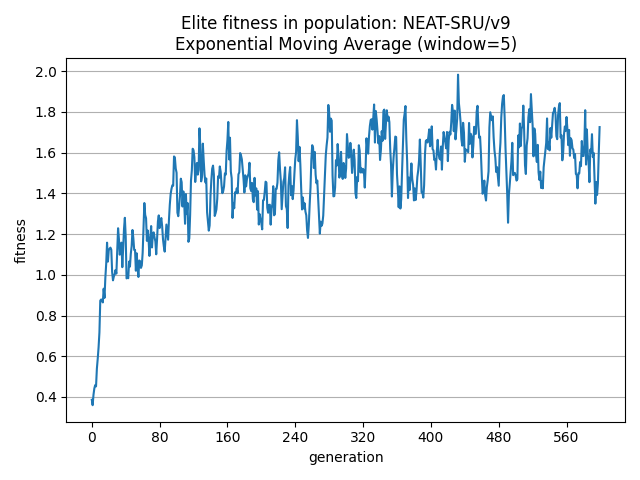 Elite fitness in population: NEAT-SRU/v9
Exponential Moving Average (window=5)
2.0
1.8
1.6
1.4
1.2
1.0
0.8
0.6
0.4
fitness
0 80 160 240 320 400 480 560
generation